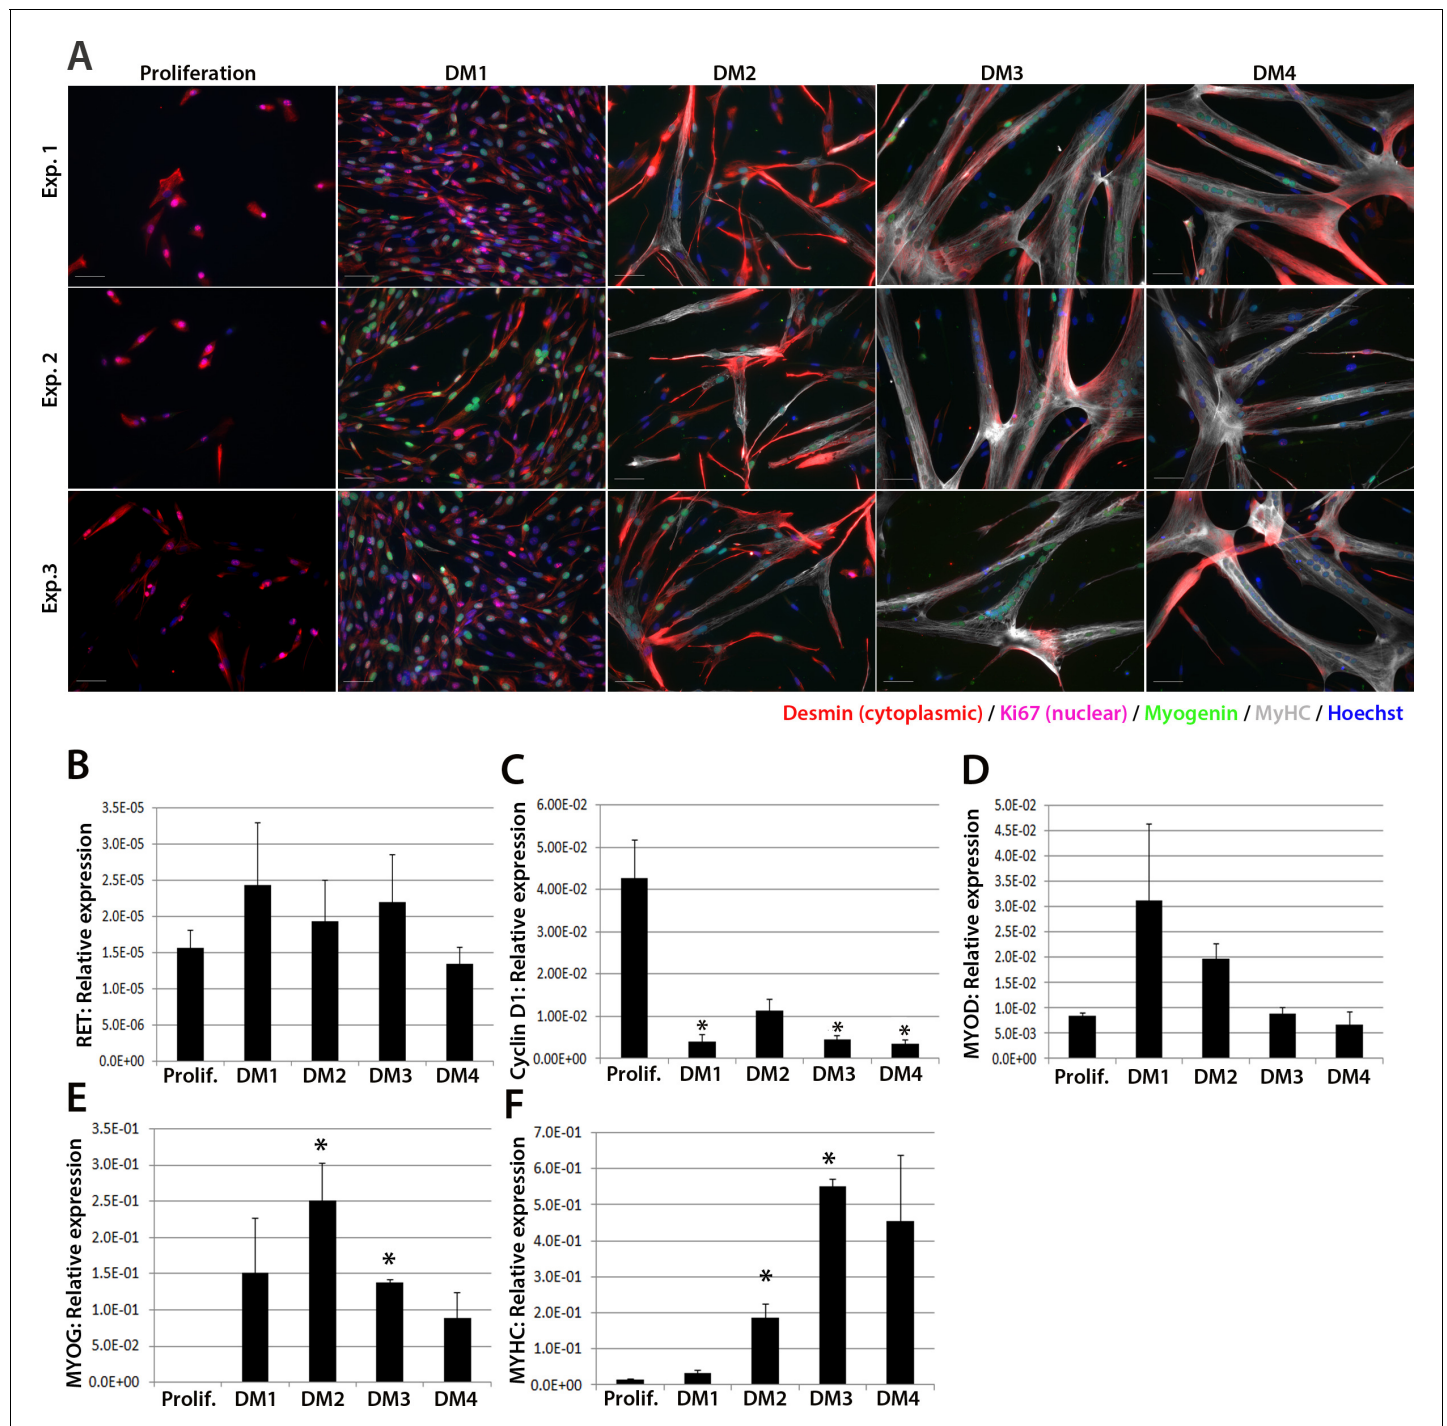 A
Proliferation DM1 DM2 DM3 DM4
Exp. 1
Exp. 2
Exp.3
Desmin (cytoplasmic) / Ki67 (nuclear) / Myogenin / MyHC / Hoechst
B
RET: Relative expression
3.5E-05
3.0E-05
2.5E-05
2.0E-05
1.5E-05
1.0E-05
5.0E-06
0.0E+00
Prolif. DM1 DM2 DM3 DM4
C
Cyclin D1: Relative expression
6.00E-02
5.00E-02
4.00E-02
3.00E-02
2.00E-02
1.00E-02
0.00E+00
* * *
Prolif. DM1 DM2 DM3 DM4
D
MYOD: Relative expression
5.0E-02
4.5E-02
4.0E-02
3.5E-02
3.0E-02
2.5E-02
2.0E-02
1.5E-02
1.0E-02
5.0E-03
0.0E+00
Prolif. DM1 DM2 DM3 DM4
E
MYOG: Relative expression
3.5E-01
3.0E-01
2.5E-01
2.0E-01
1.5E-01
1.0E-01
5.0E-02
0.0E+00
* *
Prolif. DM1 DM2 DM3 DM4
F
MYHC: Relative expression
7.0E-01
6.0E-01
5.0E-01
4.0E-01
3.0E-01
2.0E-01
1.0E-01
0.0E+00
* *
Prolif. DM1 DM2 DM3 DM4